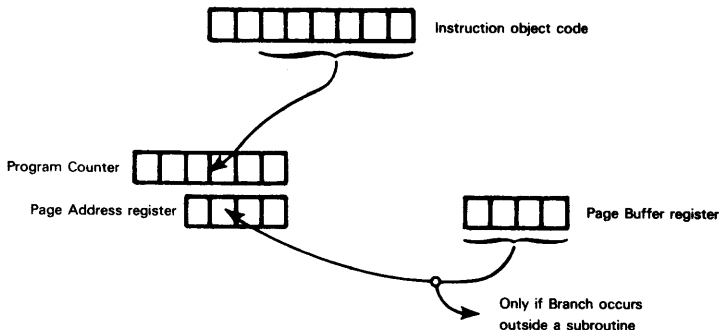 Instruction object code
Program Counter
Page Address register
Page Buffer register
Only if Branch occurs
outside a subroutine